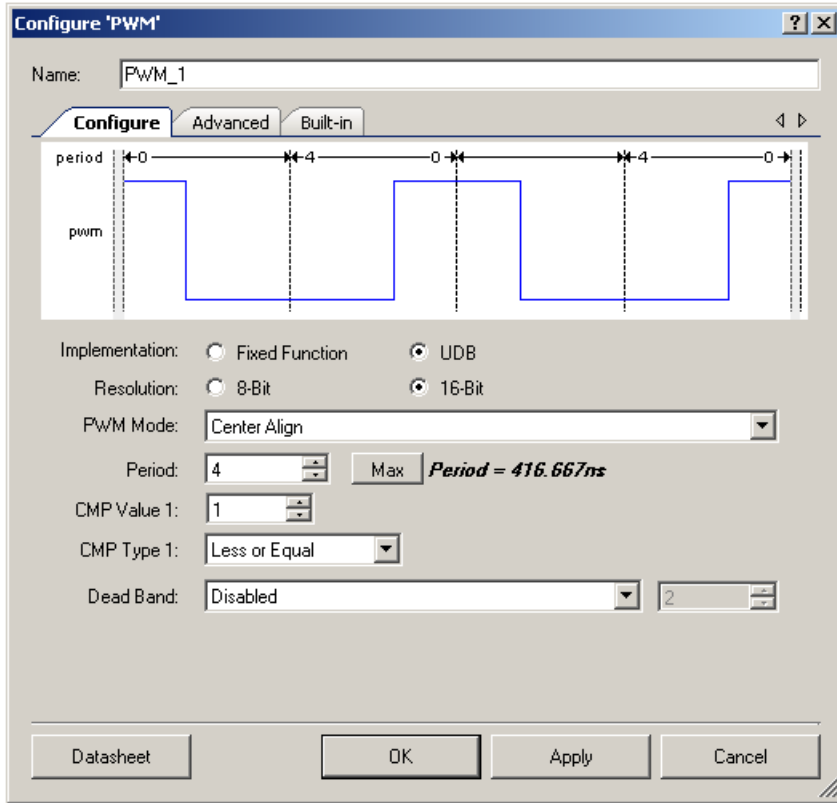 Configure 'PWM'
Name: PWM_1
Configure Advanced Built-in
period 0 4 0 4 0
pwm
Implementation: Fixed Function UDB
Resolution: 8-Bit 16-Bit
PWM Mode: Center Align
Period: 4 Max Period = 416.667ns
CMP Value 1: 1
CMP Type 1: Less or Equal
Dead Band: Disabled 2
Datasheet OK Apply Cancel